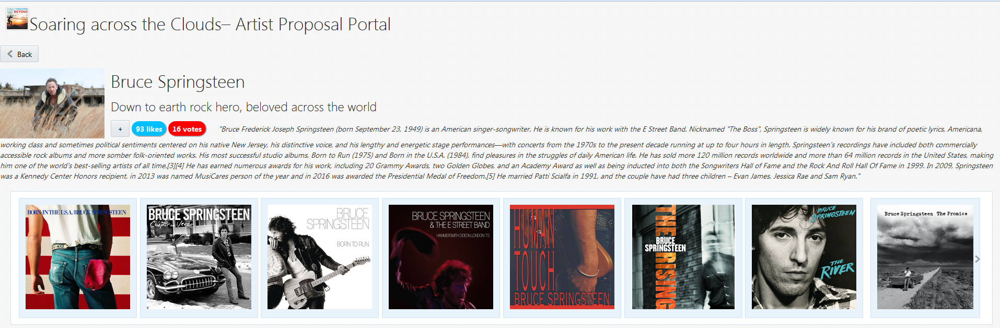 BEYOND
Soaring across the Clouds– Artist Proposal Portal
Back
Bruce Springsteen
Down to earth rock hero, beloved across the world
+ 93 likes 16 votes "Bruce Frederick Joseph Springsteen (born September 23, 1949) is an American singer-songwriter. He is known for his work with the E Street Band. Nicknamed "The Boss", Springsteen is widely known for his brand of poetic lyrics, Americana,
working class and sometimes political sentiments centered on his native New Jersey, his distinctive voice, and his lengthy and energetic stage performances—with concerts from the 1970s to the present decade running at up to four hours in length. Springsteen's recordings have included both commercially
accessible rock albums and more somber folk-oriented works. His most successful studio albums, Born to Run (1975) and Born in the U.S.A. (1984), find pleasures in the struggles of daily American life. He has sold more 120 million records worldwide and more than 64 million records in the United States, making
him one of the world's best-selling artists of all time.[3][4] He has earned numerous awards for his work, including 20 Grammy Awards, two Golden Globes, and an Academy Award as well as being inducted into both the Songwriters Hall of Fame and the Rock And Roll Hall Of Fame in 1999. In 2009, Springsteen
was a Kennedy Center Honors recipient, in 2013 was named MusiCares person of the year and in 2016 was awarded the Presidential Medal of Freedom.[5] He married Patti Scialfa in 1991, and the couple have had three children – Evan James, Jessica Rae and Sam Ryan."
BORN IN THE U.S.A./BRUCE SPRINGSTEEN
BRUCE SPRINGSTEEN
Chapter and Verse
BRUCE
SPRINGSTEEN
BORN TO RUN
BRUCE SPRINGSTEEN
& THE E STREET BAND
HAMMERSMITH ODEON, LONDON '75
HUMAN
TOUCH
BRUCE SPRINGSTEEN
THE RISING
BRUCE
SPRINGSTEEN
BRUCE
SPRINGSTEEN
THE
RIVER
Bruce Springsteen The Promise